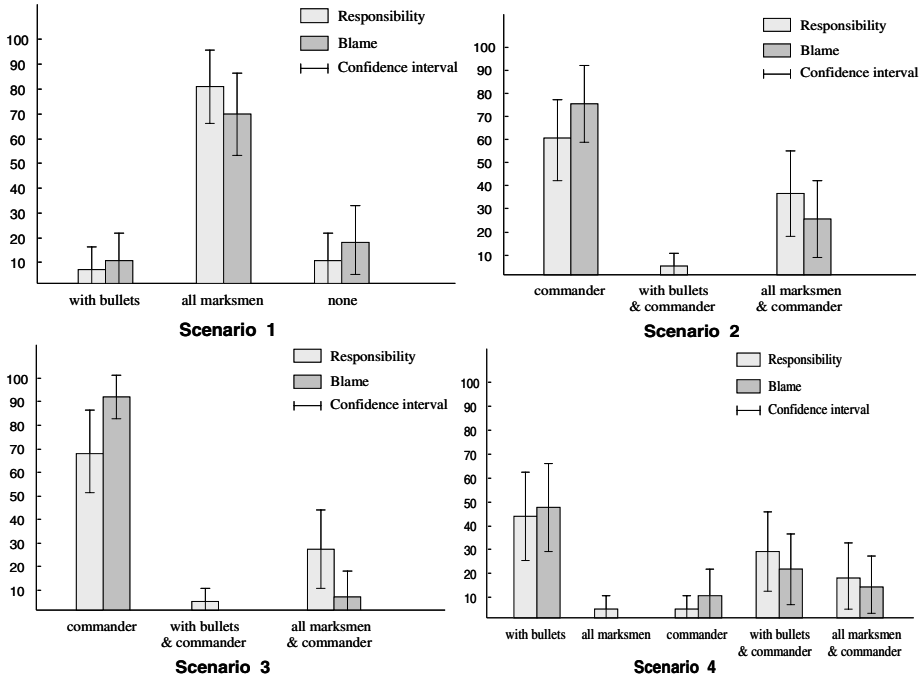 Responsibility
Blame
Confidence interval
100
90
80
70
60
50
40
30
20
10
with bullets all marksmen none
Scenario 1
Responsibility
Blame
Confidence interval
100
90
80
70
60
50
40
30
20
10
commander with bullets all marksmen
& commander & commander
Scenario 2
Responsibility
Blame
Confidence interval
100
90
80
70
60
50
40
30
20
10
commander with bullets all marksmen
& commander & commander
Scenario 3
Responsibility
Blame
Confidence interval
100
90
80
70
60
50
40
30
20
10
with bullets all marksmen commander with bullets all marksmen
& commander & commander
Scenario 4